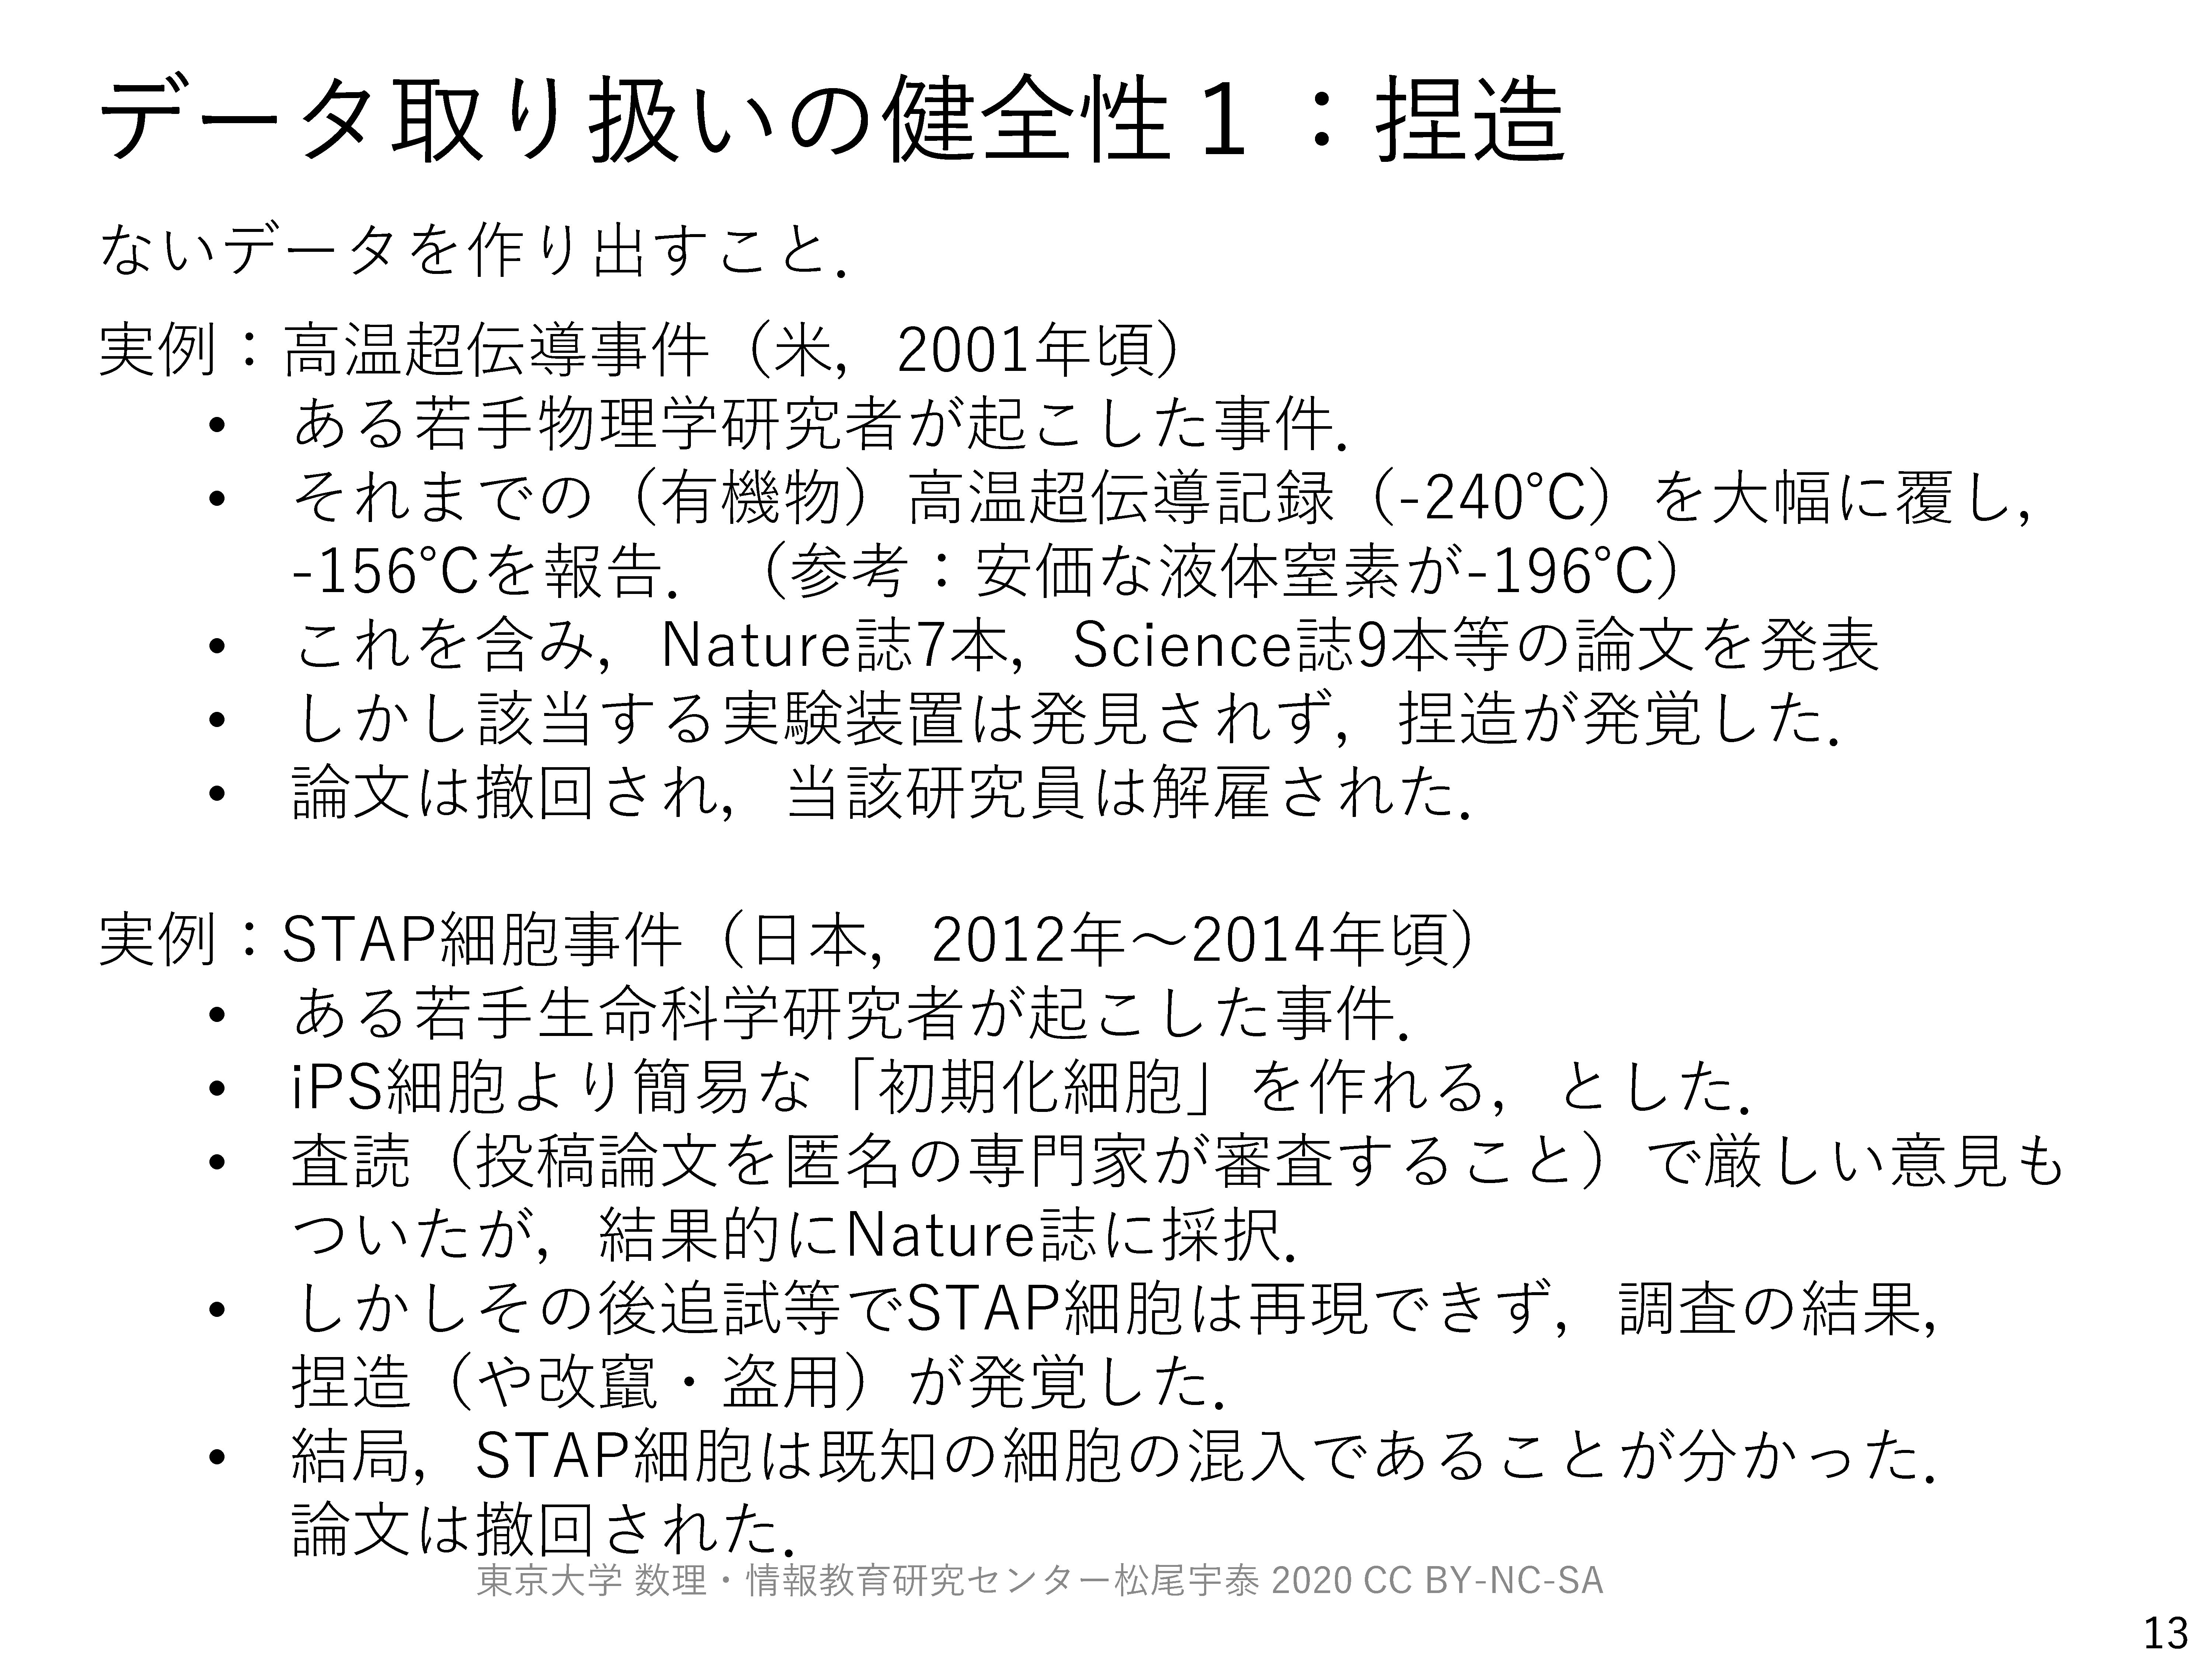 データ取り扱いの健全性１：捏造
ないデータを作り出すこと．
実例：高温超伝導事件（米，2001年頃）
• ある若手物理学研究者が起こした事件．
• それまでの（有機物）高温超伝導記録（-240°C）を大幅に覆し，
-156°Cを報告．（参考：安価な液体窒素が-196°C）
• これを含み，Nature誌7本，Science誌9本等の論文を発表
• しかし該当する実験装置は発見されず，捏造が発覚した．
• 論文は撤回され，当該研究員は解雇された．
実例：STAP細胞事件（日本，2012年～2014年頃）
• ある若手生命科学研究者が起こした事件．
• iPS細胞より簡易な「初期化細胞」を作れる，とした．
• 査読（投稿論文を匿名の専門家が審査すること）で厳しい意見も
ついたが，結果的にNature誌に採択．
• しかしその後追試等でSTAP細胞は再現できず，調査の結果，
捏造（や改竄・盗用）が発覚した．
• 結局，STAP細胞は既知の細胞の混入であることが分かった．
論文は撤回された．
東京大学 数理・情報教育研究センター松尾宇泰 2020 CC BY-NC-SA
13